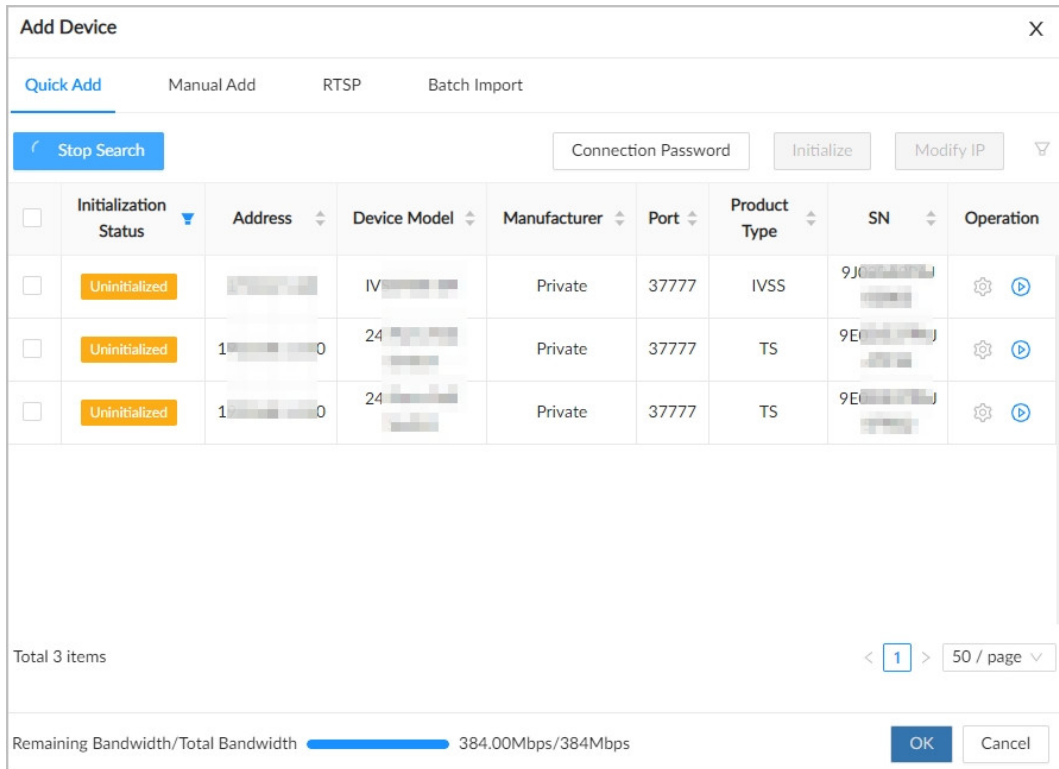 Add Device
X
Quick Add Manual Add RTSP Batch Import
Stop Search Connection Password Initialize Modify IP
Initialization Status Address Device Model Manufacturer Port Product Type SN Operation
Uninitialized Private 37777 IVSS
Uninitialized Private 37777 TS
Uninitialized Private 37777 TS
Total 3 items < 1 > 50 / page
Remaining Bandwidth/Total Bandwidth 384.00Mbps/384Mbps OK Cancel